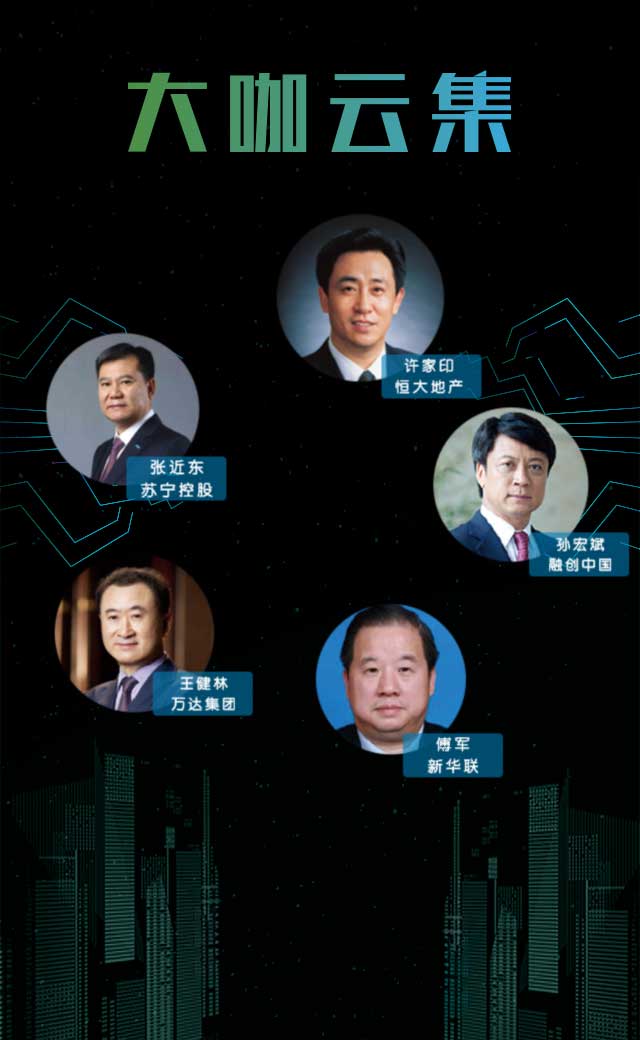 大咖云集
许家印
恒大地产
张近东
苏宁控股
孙宏斌
融创中国
王健林
万达集团
傅军
新华联